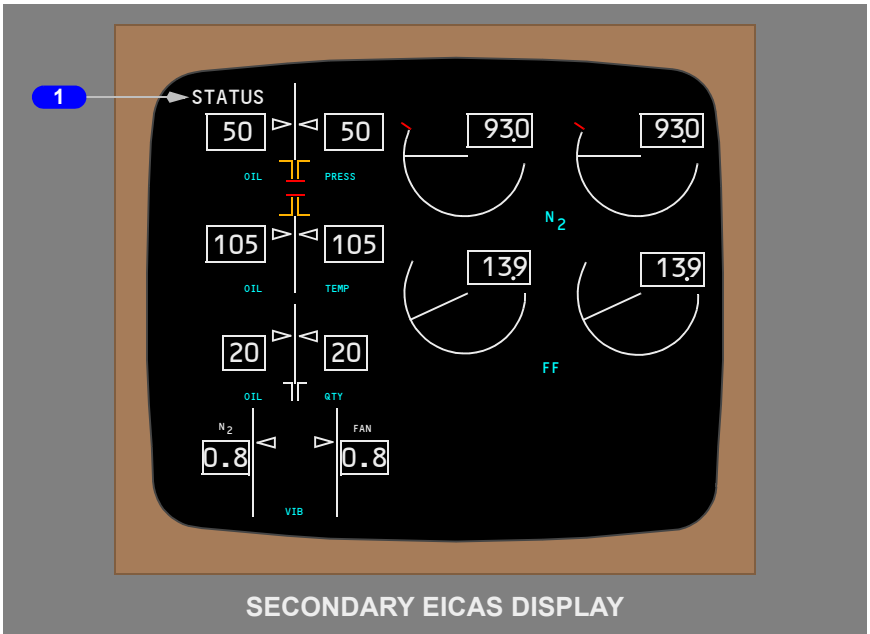 1
STATUS
50 50 93.0 93.0
OIL PRESS
N2
105 105 13.9 13.9
OIL TEMP
20 20
FF
OIL QTY
N2 FAN
0.8 0.8
VIB
SECONDARY EICAS DISPLAY